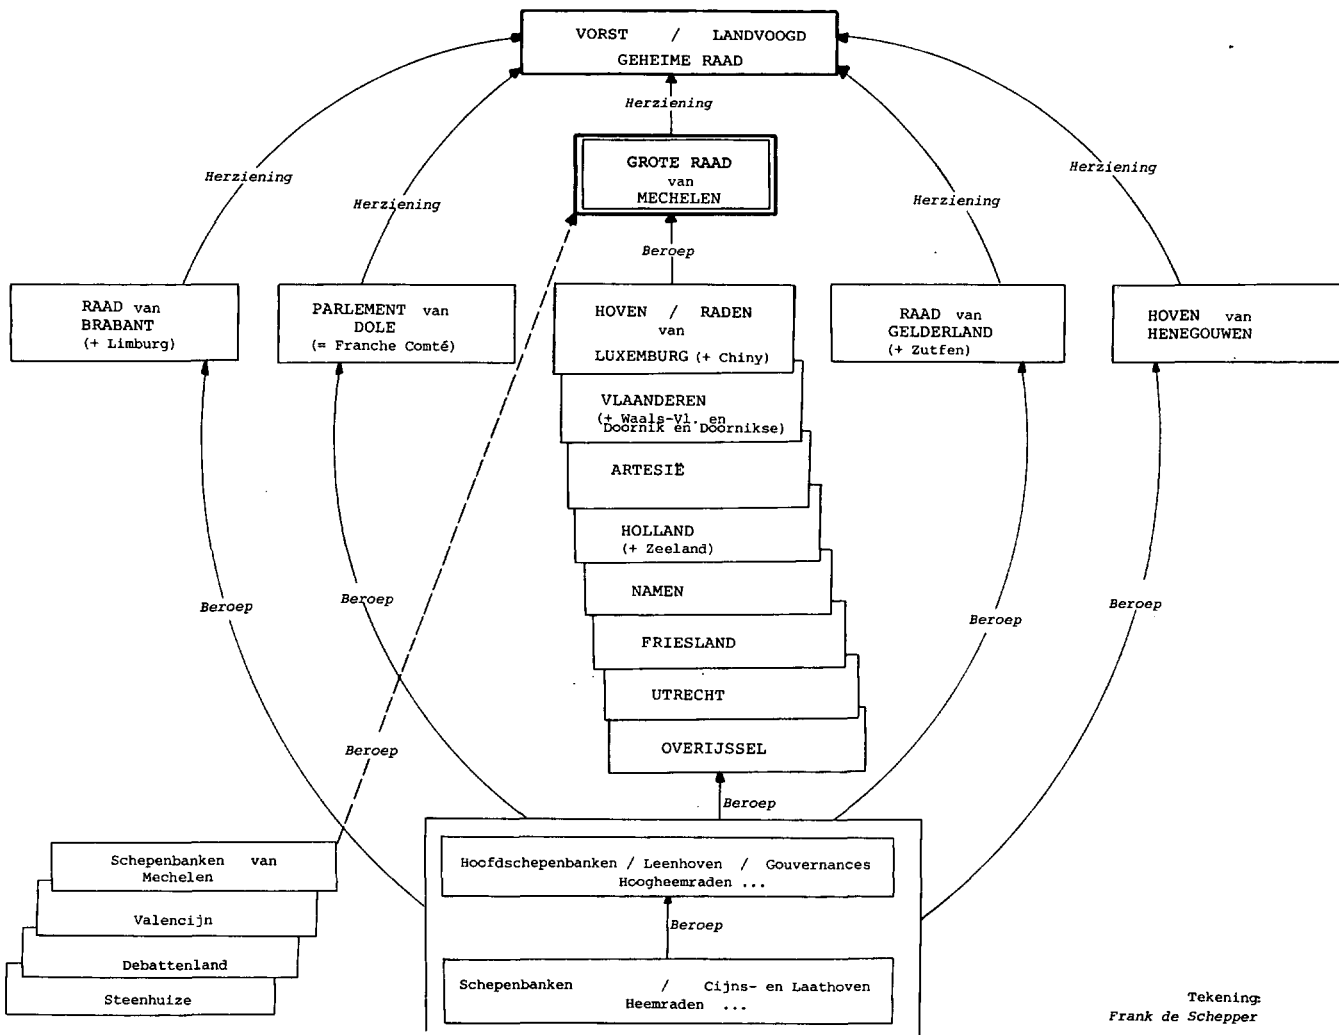 VORST / LANDVOOGD
GEHEIME RAAD
Herziening
GROTE RAAD
van
MECHELEN
Herziening
Herziening
Herziening
Herziening
Beroep
RAAD van
BRABANT
(+ Limburg)
PARLEMENT van
DOLE
(= Franche Comté)
HOVEN / RADEN
van
LUXEMBURG (+ Chiny)
RAAD van
GELDERLAND
(+ Zutfen)
HOVEN van
HENEGOUWEN
VLAANDEREN
(+ Waals-Vl. en
Doornik en Doornikse)
ARTESIË
HOLLAND
(+ Zeeland)
NAMEN
FRIESLAND
UTRECHT
OVERIJSSEL
Beroep
Beroep
Beroep
Beroep
Beroep
Beroep
Schepenbanken van
Mechelen
Valencijn
Debattenland
Steenhuize
Hoofdschepenbanken / Leenhoven / Gouvernances
Hoogheemraden ...
Beroep
Schepenbanken / Cijns- en Laathoven
Heemraden ...
Tekening:
Frank de Schepper